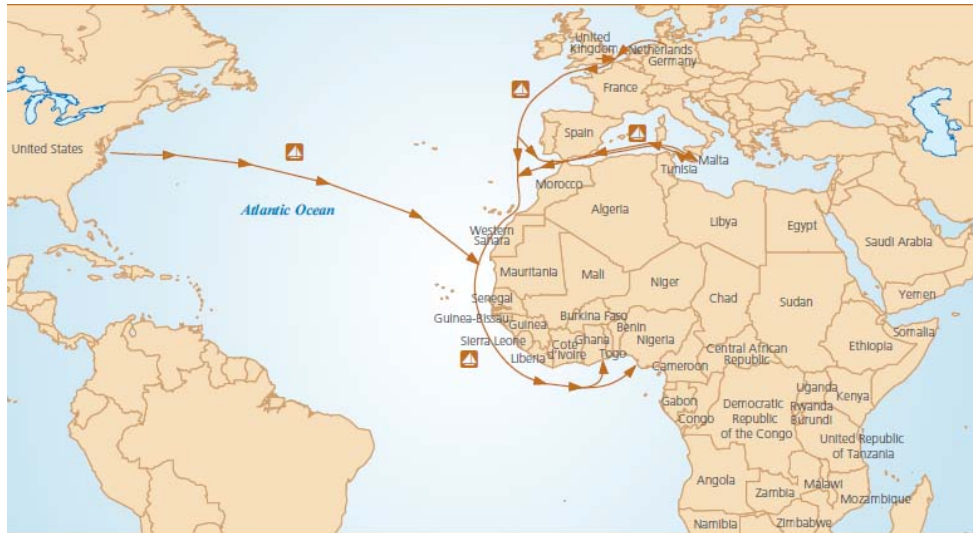 United
Kingdom
Netherlands
Germany
France
Spain
United States
Malta
Tunisia
Morocco
Atlantic Ocean
Algeria
Libya
Egypt
Western
Sahara
Saudi Arabia
Mauritania
Mali
Niger
Chad
Sudan
Yemen
Senegal
Guinea-Bissau
Guinea
Burkina Faso
Benin
Nigeria
Somalia
Ethiopia
Sierra Leone
Liberia
Cote
d'Ivoire
Ghana
Togo
Cameroon
Central African
Republic
Gabon
Congo
Democratic
Republic
of the Congo
Uganda
Kenya
Rwanda
Burundi
United Republic
of Tanzania
Angola
Zambia
Malawi
Mozambique
Namibia
Zimbabwe